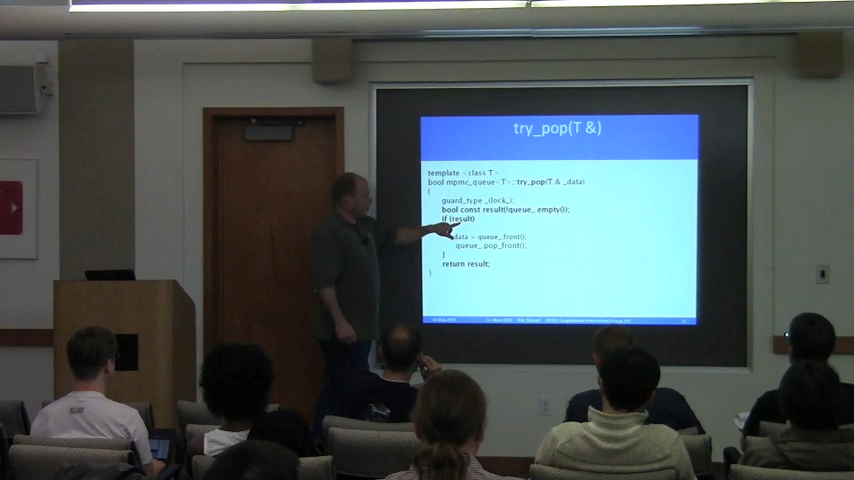 try_pop(T &)
template <class T>
bool mpmc_queue<T>::try_pop(T & _data)
{
guard_type _(lock_);
bool const result(!queue_.empty());
if (result)
data = queue_.front();
queue_.pop_front();
}
return result;
}